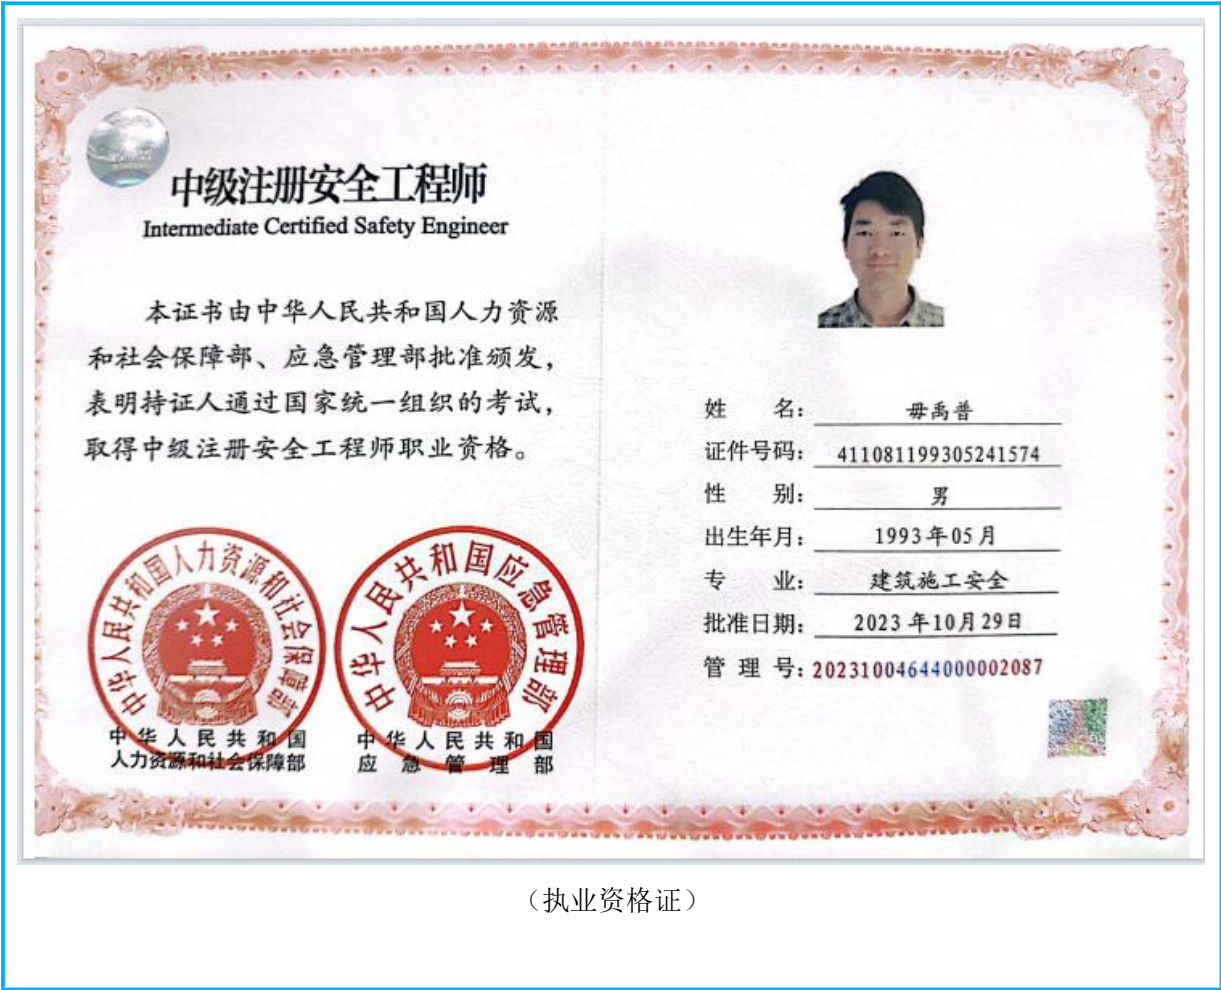 中级注册安全工程师
Intermediate Certified Safety Engineer
本证书由中华人民共和国人力资源
和社会保障部、应急管理部批准颁发，
表明持证人通过国家统一组织的考试，
取得中级注册安全工程师职业资格。
中华人民共和国人力资源和社会保障部
中华人民共和国应急管理部
中华人民共和国
人力资源和社会保障部
中华人民共和国
应急管理部
姓名：毋禹普
证件号码：411081199305241574
性别：男
出生年月：1993年05月
专业：建筑施工安全
批准日期：2023年10月29日
管理号：20231004644000002087
（执业资格证）